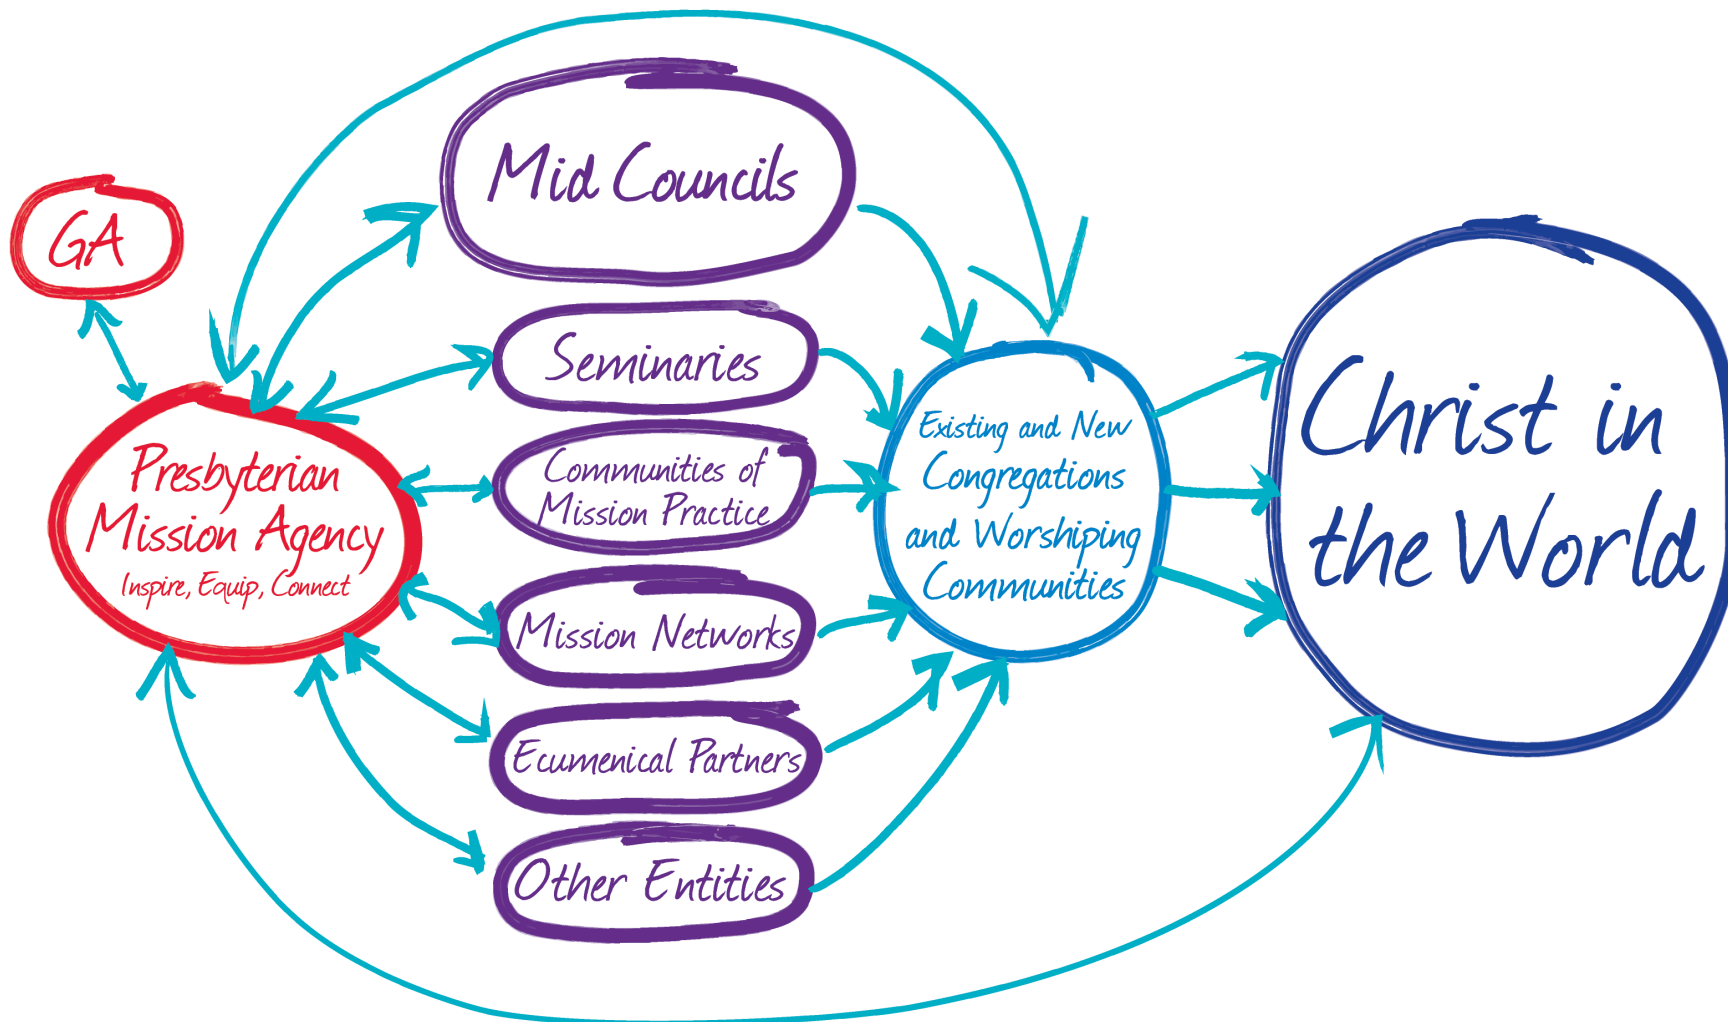 GA
Presbyterian
Mission Agency
Inspire, Equip, Connect
Mid Councils
Seminaries
Communities of
Mission Practice
Mission Networks
Ecumenical Partners
Other Entities
Existing and New
Congregations
and Worshiping
Communities
Christ in
the World